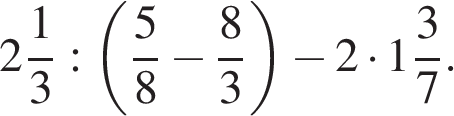 2 1/3 : (5/8 − 8/3) − 2 · 1 3/7.